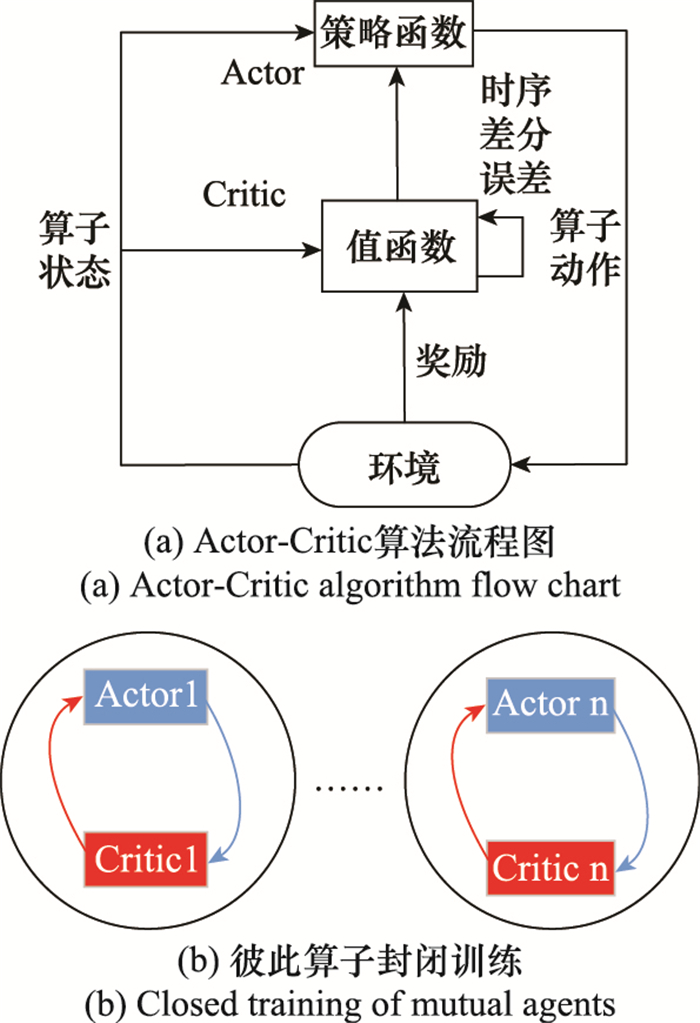 策略函数
Actor
时序
差分
误差
Critic
算子
状态
值函数
算子
动作
奖励
环境
(a) Actor-Critic算法流程图
(a) Actor-Critic algorithm flow chart
Actor1
Actor n
……
Critic1
Critic n
(b) 彼此算子封闭训练
(b) Closed training of mutual agents